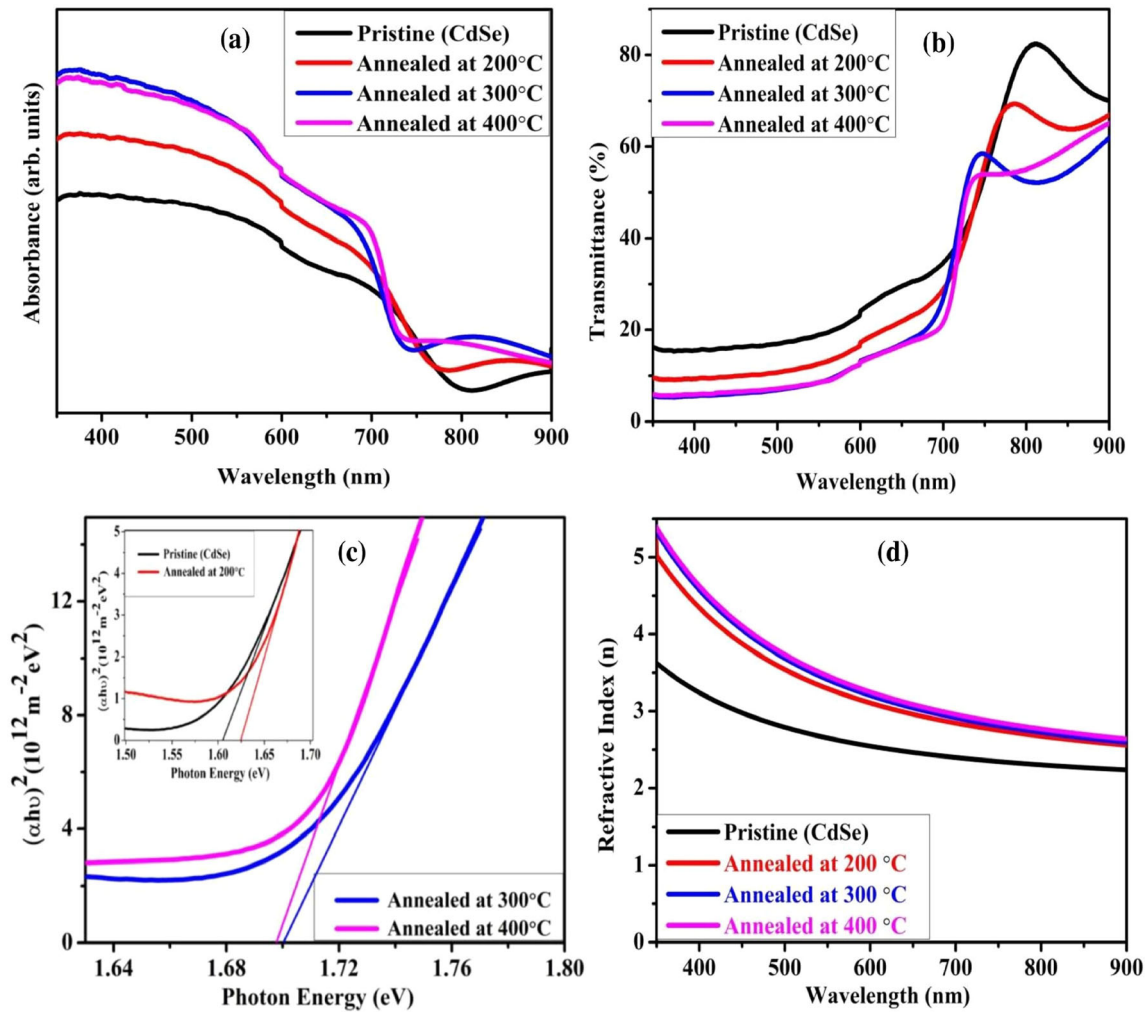 (a)
Pristine (CdSe)
Annealed at 200°C
Annealed at 300°C
Annealed at 400°C
Absorbance (arb. units)
400 500 600 700 800 900
Wavelength (nm)
(b)
Pristine (CdSe)
Annealed at 200°C
Annealed at 300°C
Annealed at 400°C
Transmittance (%)
80
60
40
20
0
400 500 600 700 800 900
Wavelength (nm)
(c)
(αhυ)²(10¹²m⁻²eV²)
12
8
4
0
1.64 1.68 1.72 1.76 1.80
Photon Energy (eV)
Annealed at 300°C
Annealed at 400°C
Pristine (CdSe)
Annealed at 200°C
(αhυ)²(10¹²m⁻²eV²)
5
4
3
2
1
0
1.50 1.55 1.60 1.65 1.70
Photon Energy (eV)
(d)
Refractive Index (n)
5
4
3
2
1
0
Pristine (CdSe)
Annealed at 200 °C
Annealed at 300 °C
Annealed at 400 °C
400 500 600 700 800 900
Wavelength (nm)